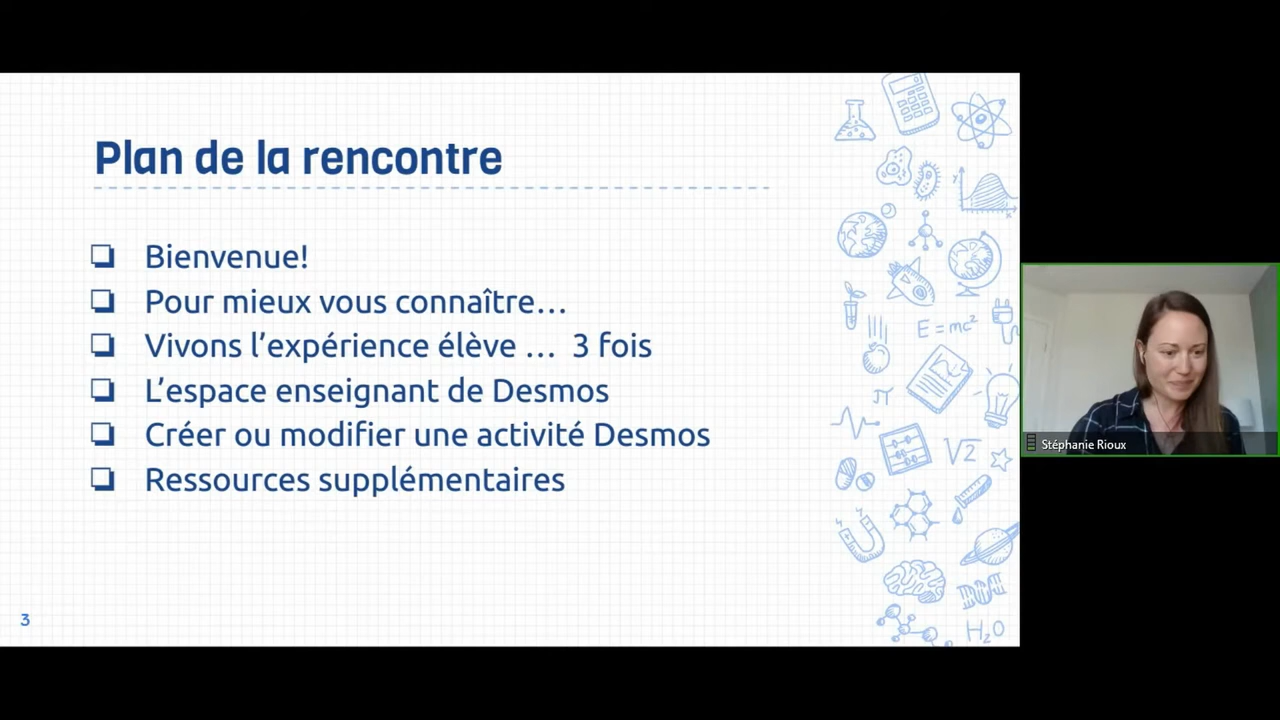 Plan de la rencontre
Bienvenue!
Pour mieux vous connaître…
Vivons l’expérience élève … 3 fois
L’espace enseignant de Desmos
Créer ou modifier une activité Desmos
Ressources supplémentaires
3
y
x
E = mc²
π
√2
H₂O
Stéphanie Rioux